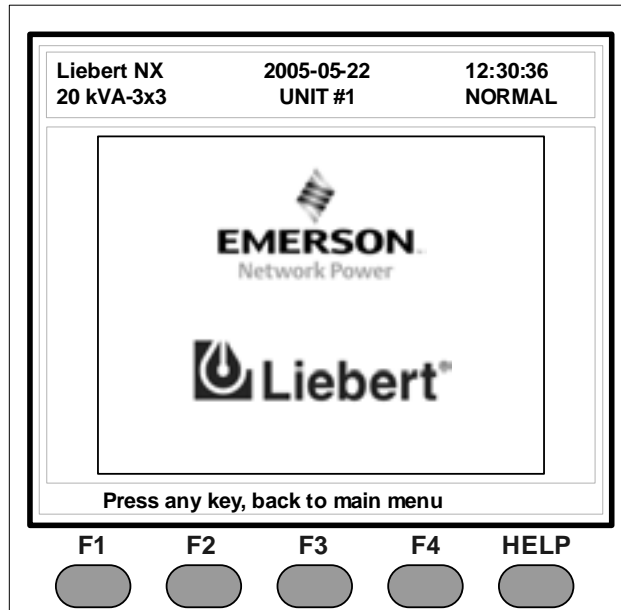 Liebert NX 2005-05-22 12:30:36
20 kVA-3x3 UNIT #1 NORMAL
EMERSON
Network Power
Liebert®
Press any key, back to main menu
F1 F2 F3 F4 HELP